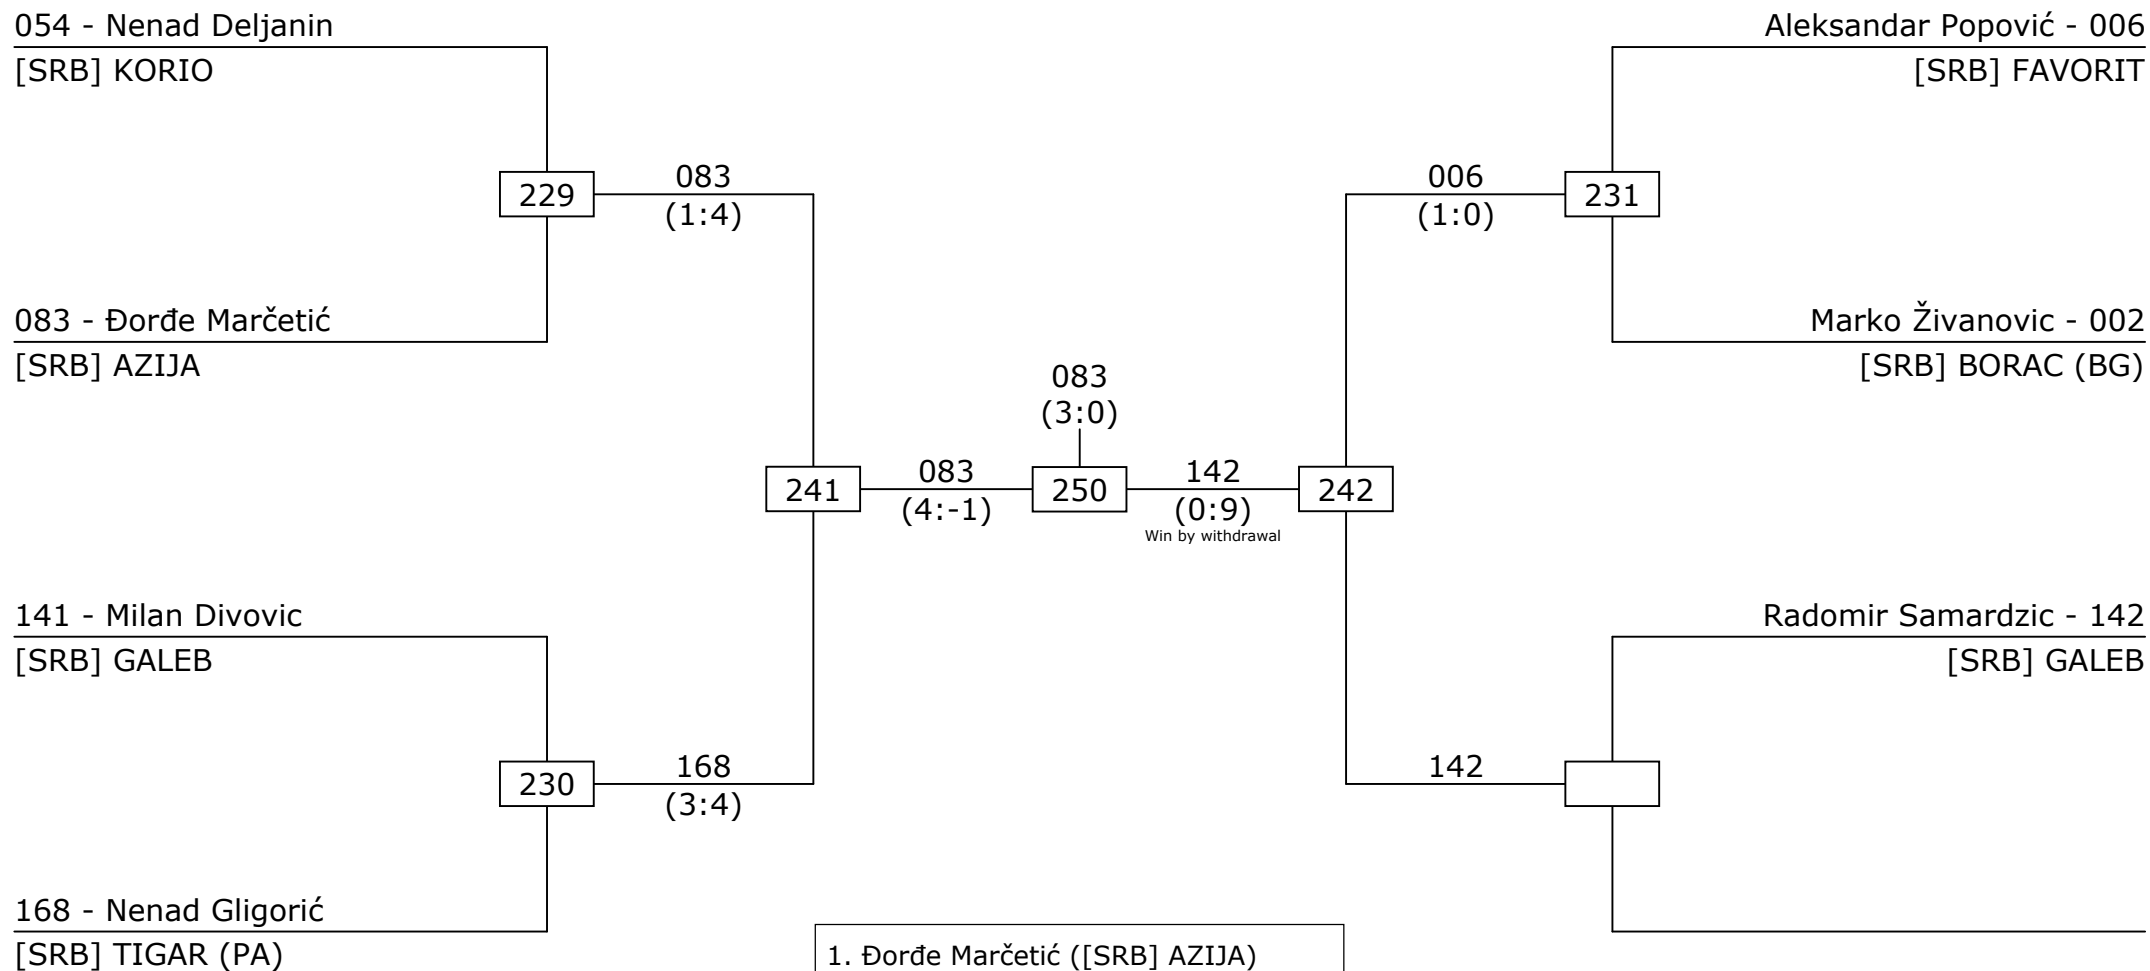 054 - Nenad Deljanin
[SRB] KORIO
Aleksandar Popović - 006
[SRB] FAVORIT
229
083
(1:4)
006
(1:0)
231
083 - Đorđe Marčetić
[SRB] AZIJA
Marko Živanovic - 002
[SRB] BORAC (BG)
083
(3:0)
241
083
(4:-1)
250
142
(0:9)
Win by withdrawal
242
141 - Milan Divovic
[SRB] GALEB
Radomir Samardzic - 142
[SRB] GALEB
230
168
(3:4)
142
168 - Nenad Gligorić
[SRB] TIGAR (PA)
1. Đorđe Marčetić ([SRB] AZIJA)